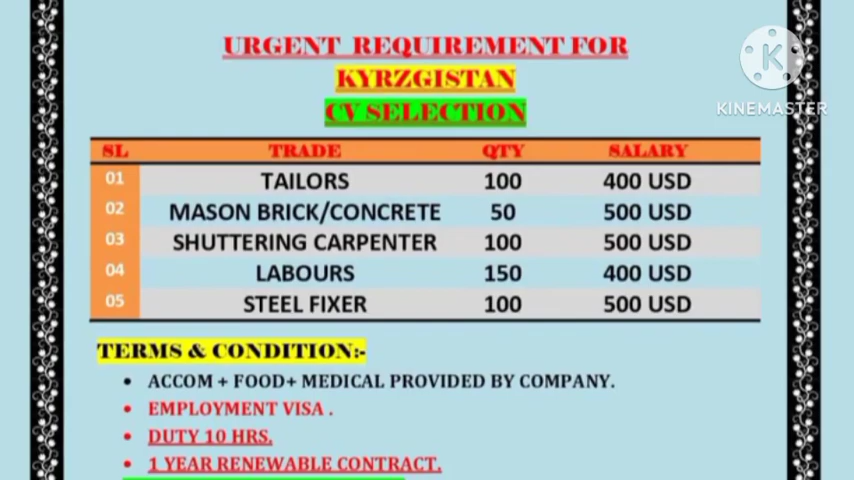 URGENT REQUIREMENT FOR
KYRZGISTAN
CV SELECTION
KINEMASTER
SL TRADE QTY SALARY
01 TAILORS 100 400 USD
02 MASON BRICK/CONCRETE 50 500 USD
03 SHUTTERING CARPENTER 100 500 USD
04 LABOURS 150 400 USD
05 STEEL FIXER 100 500 USD
TERMS & CONDITION:-
• ACCOM + FOOD+ MEDICAL PROVIDED BY COMPANY.
• EMPLOYMENT VISA .
• DUTY 10 HRS.
• 1 YEAR RENEWABLE CONTRACT.